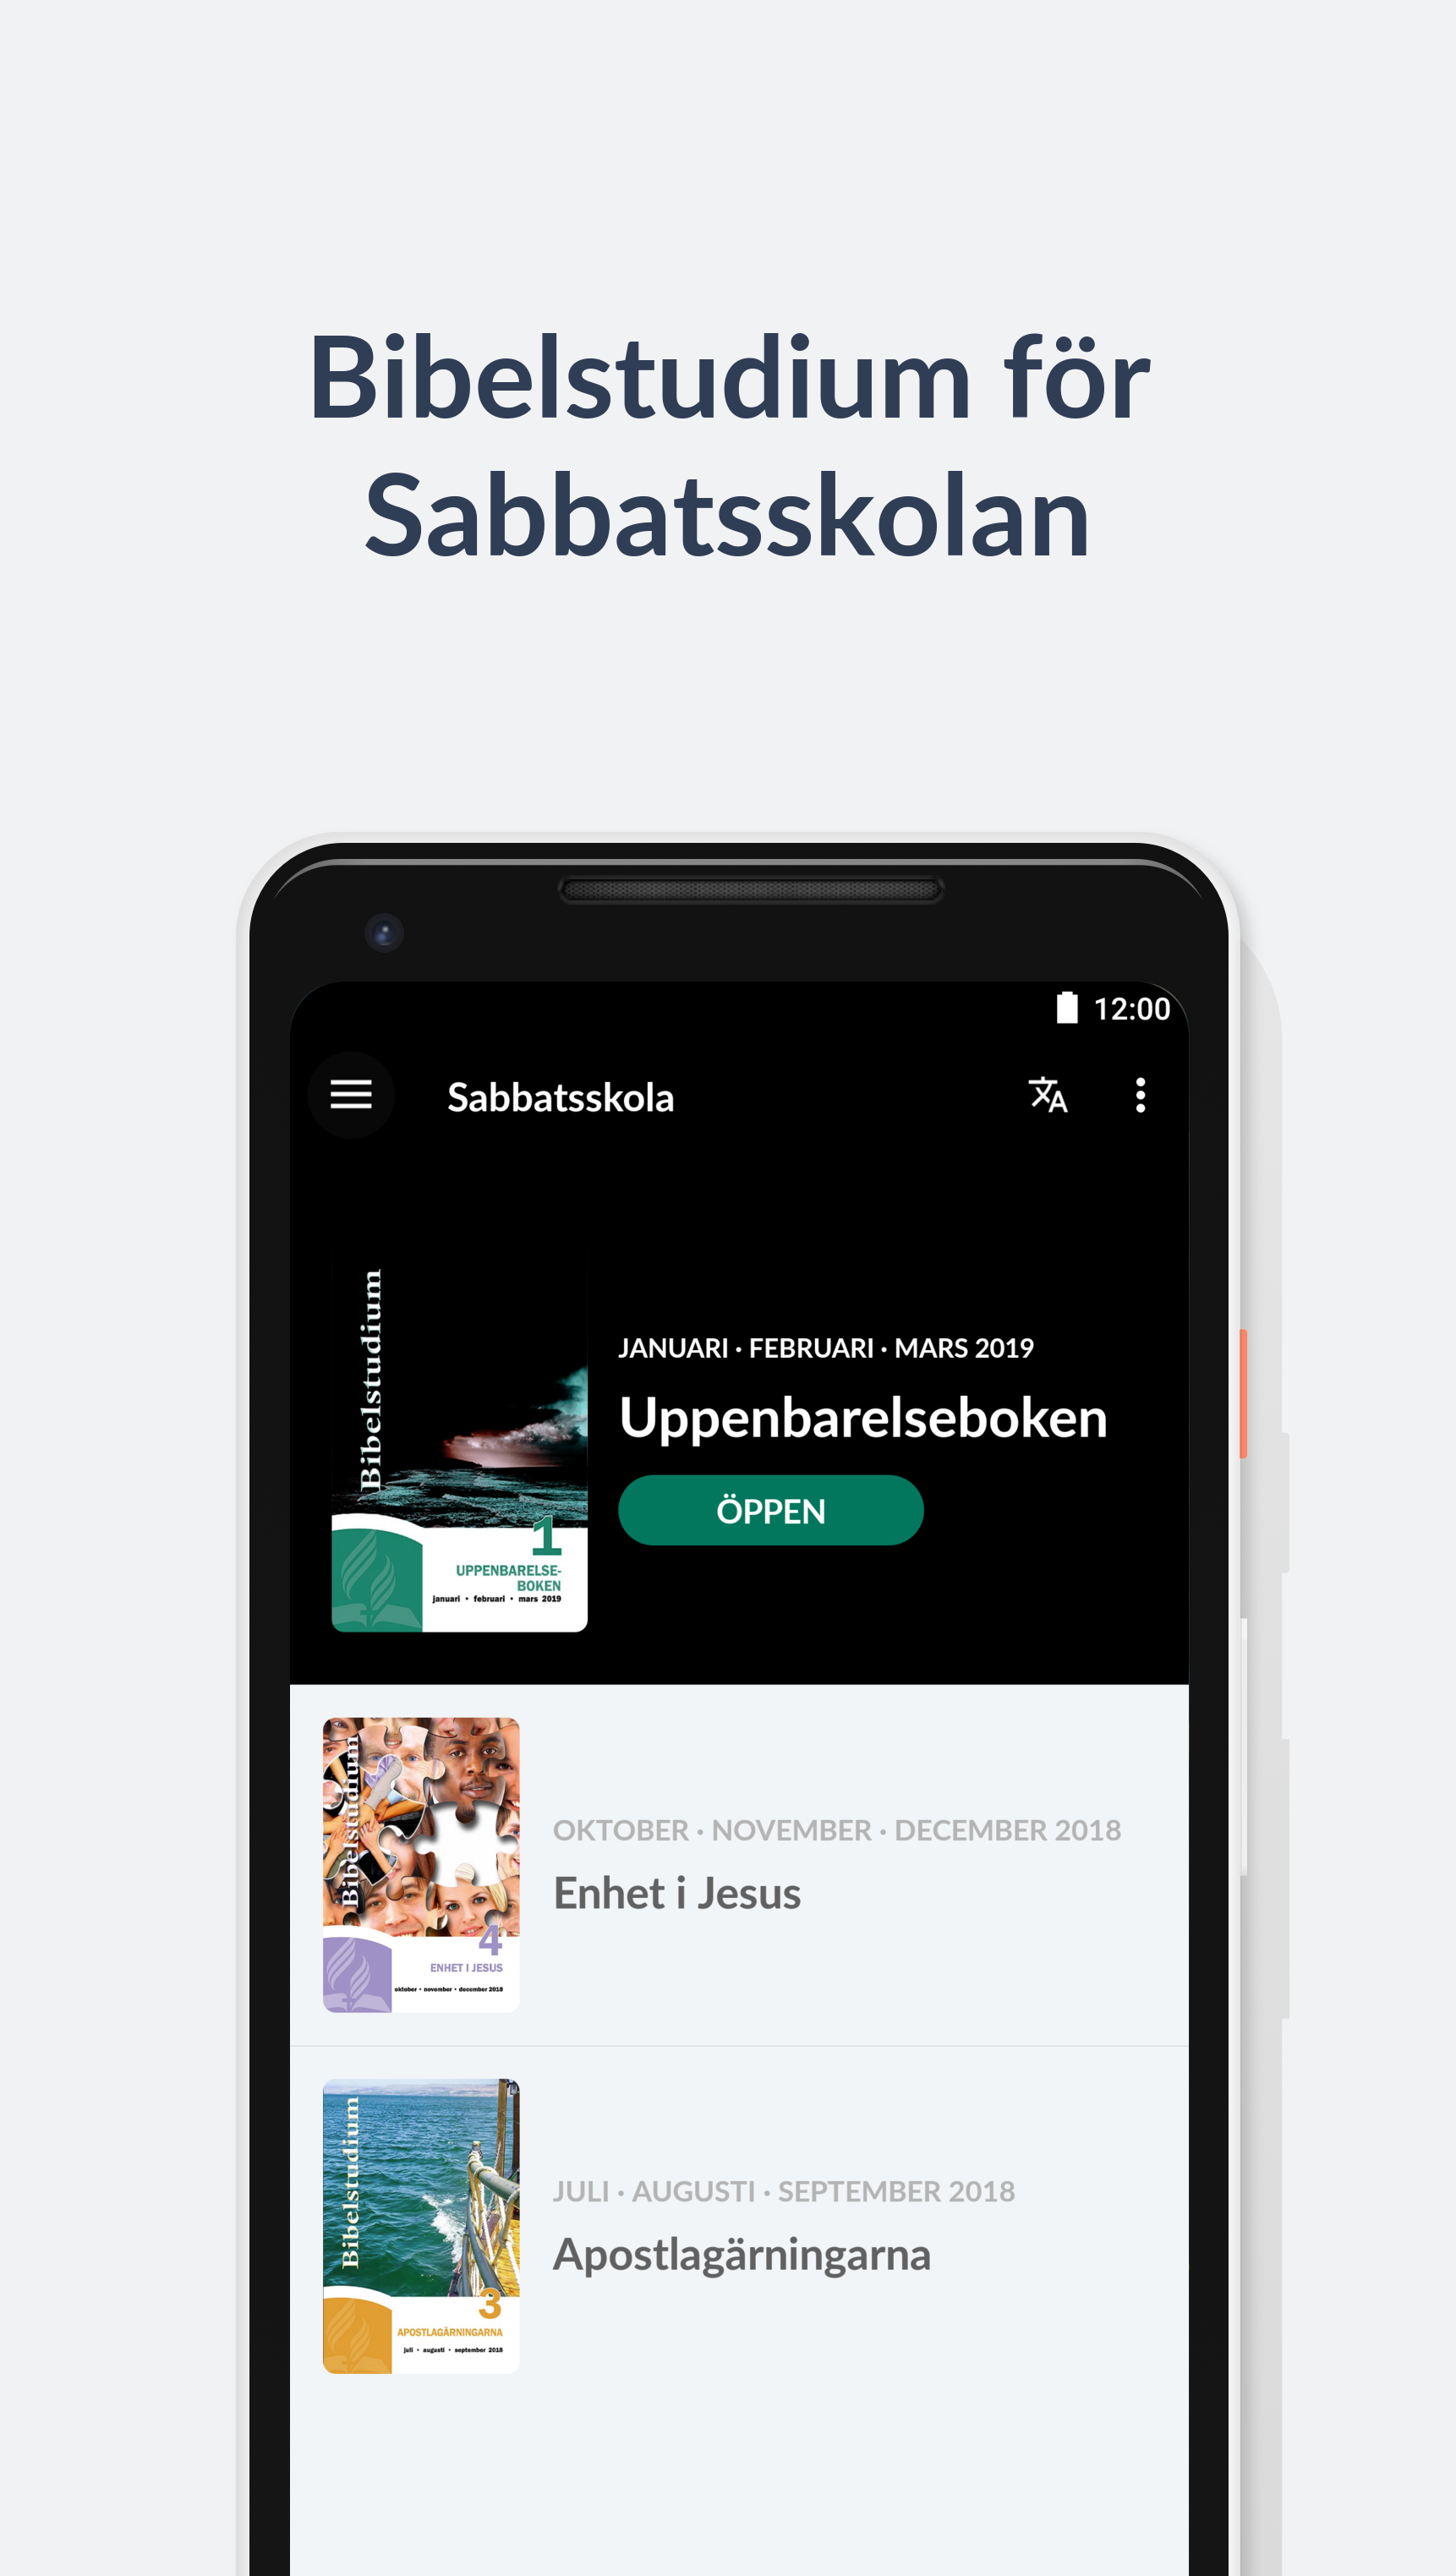 Bibelstudium för
Sabbatsskolan
12:00
Sabbatsskola
Bibelstudium
1
UPPENBARELSE-
BOKEN
januari • februari • mars 2019
JANUARI · FEBRUARI · MARS 2019
Uppenbarelseboken
ÖPPEN
Bibelstudium
4
ENHET I JESUS
oktober • november • december 2018
OKTOBER · NOVEMBER · DECEMBER 2018
Enhet i Jesus
Bibelstudium
3
APOSTLAGÄRNINGARNA
juli • augusti • september 2018
JULI · AUGUSTI · SEPTEMBER 2018
Apostlagärningarna